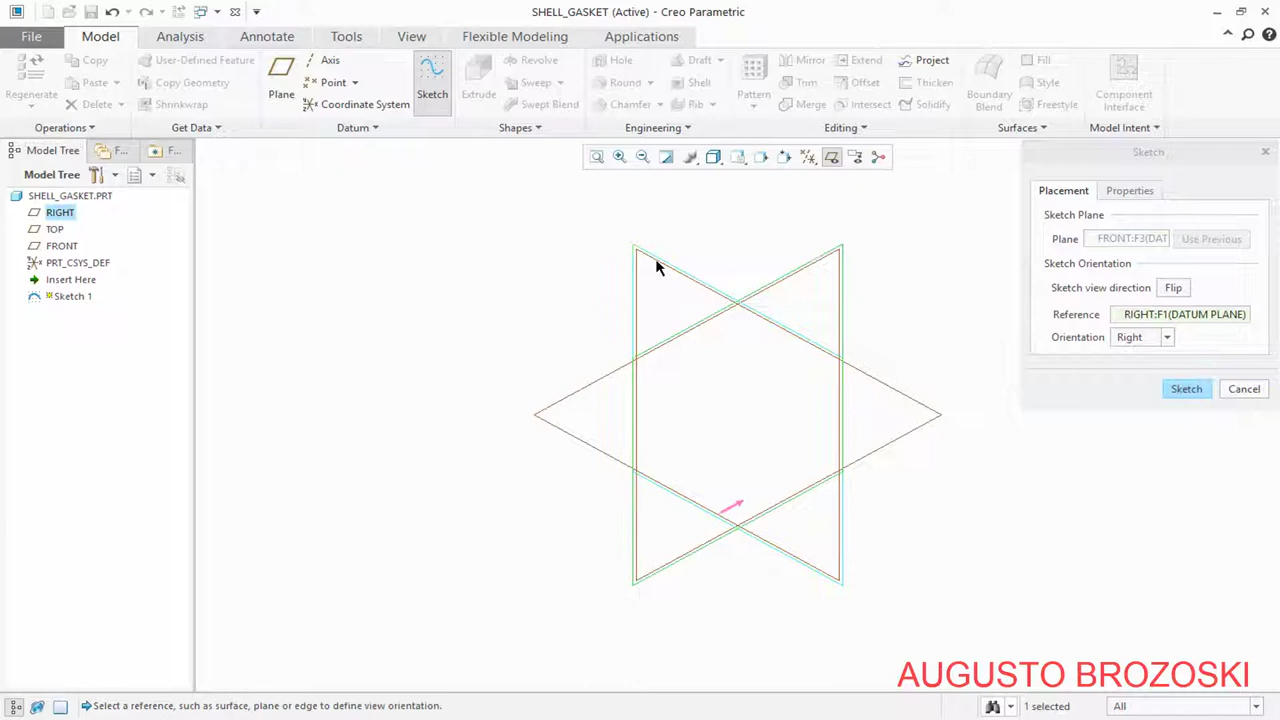 SHELL_GASKET (Active) - Creo Parametric
File Model Analysis Annotate Tools View Flexible Modeling Applications
Regenerate
Copy
Paste
Delete
Operations
User-Defined Feature
Copy Geometry
Shrinkwrap
Get Data
Plane
Axis
Point
Coordinate System
Datum
Sketch
Extrude
Revolve
Sweep
Swept Blend
Shapes
Hole
Round
Chamfer
Draft
Shell
Rib
Engineering
Pattern
Mirror
Trim
Merge
Extend
Offset
Intersect
Project
Thicken
Solidify
Editing
Boundary
Blend
Fill
Style
Freestyle
Surfaces
Component
Interface
Model Intent
Model Tree
F...
F...
Model Tree
SHELL_GASKET.PRT
RIGHT
TOP
FRONT
PRT_CSYS_DEF
Insert Here
Sketch 1
Sketch
Placement Properties
Sketch Plane
Plane FRONT:F3(DAT Use Previous
Sketch Orientation
Sketch view direction Flip
Reference RIGHT:F1(DATUM PLANE)
Orientation Right
Sketch Cancel
AUGUSTO BROZOSKI
Select a reference, such as surface, plane or edge to define view orientation.
1 selected
All